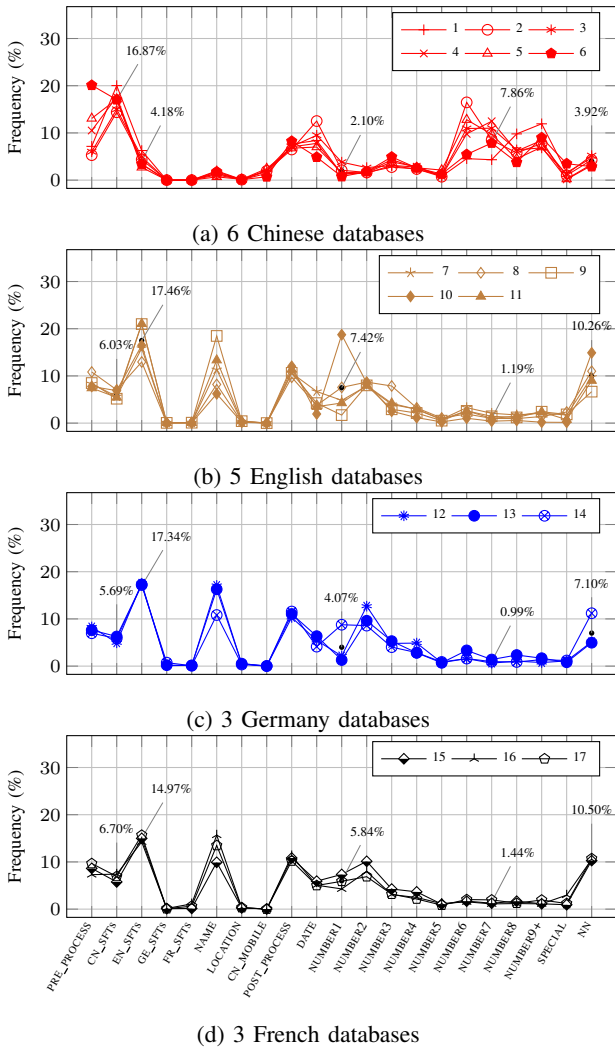 Frequency (%)
30
20
10
0
1 2 3
4 5 6
16.87%
4.18%
2.10%
7.86%
3.92%
(a) 6 Chinese databases
Frequency (%)
30
20
10
0
7 8 9
10 11
6.03%
17.46%
7.42%
1.19%
10.26%
(b) 5 English databases
Frequency (%)
30
20
10
0
12 13 14
5.69%
17.34%
4.07%
0.99%
7.10%
(c) 3 Germany databases
Frequency (%)
30
20
10
0
15 16 17
6.70%
14.97%
5.84%
1.44%
10.50%
PRE_PROCESS
CN_SFTS
EN_SFTS
GE_SFTS
FR_SFTS
NAME
LOCATION
CN_MOBILE
POST_PROCESS
DATE
NUMBER1
NUMBER2
NUMBER3
NUMBER4
NUMBER5
NUMBER6
NUMBER7
NUMBER8
NUMBER9+
SPECIAL
NN
(d) 3 French databases